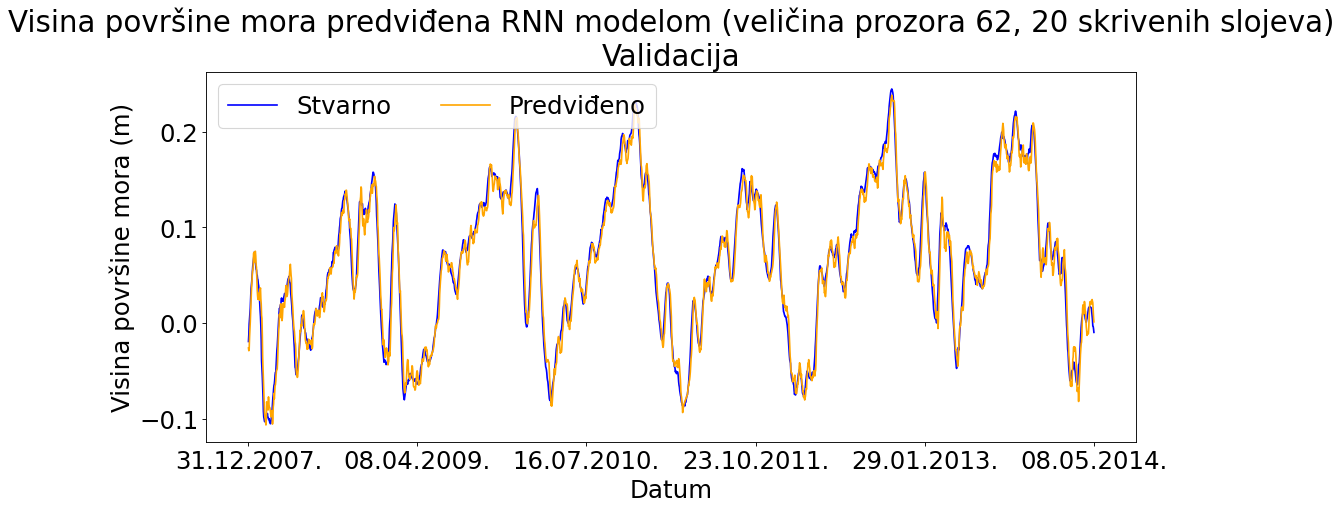 Visina površine mora predviđena RNN modelom (veličina prozora 62, 20 skrivenih slojeva)
Validacija
Stvarno
Predviđeno
Visina površine mora (m)
0.2
0.1
0.0
−0.1
31.12.2007.
08.04.2009.
16.07.2010.
23.10.2011.
29.01.2013.
08.05.2014.
Datum